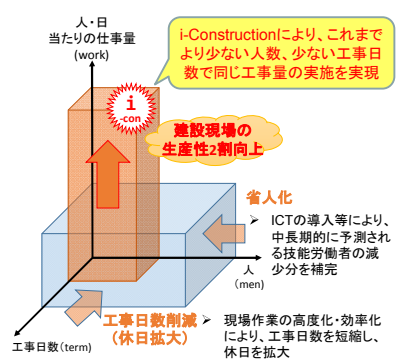 人・日
当たりの仕事量
(work)
i-Constructionにより、これまで
より少ない人数、少ない工事日
数で同じ工事量の実施を実現
i
-con
建設現場の
生産性2割向上
省人化
➢ ICTの導入等により、
中長期的に予測され
る技能労働者の減
少分を補完
人
(men)
工事日数削減
(休日拡大)
➢ 現場作業の高度化・効率化
により、工事日数を短縮し、
休日を拡大
工事日数(term)